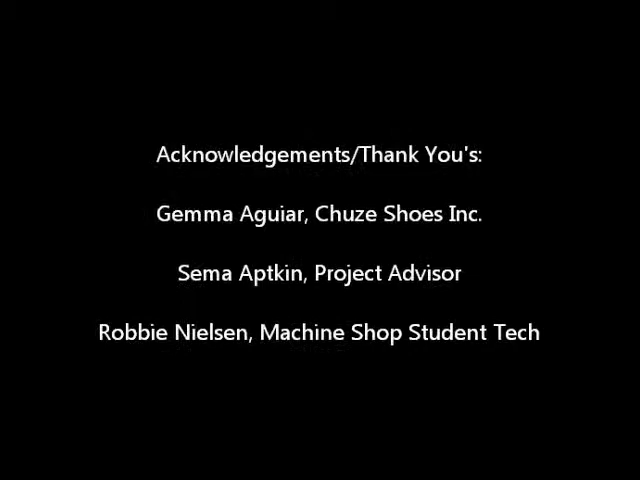 Acknowledgements/Thank You's:
Gemma Aguiar, Chuze Shoes Inc.
Sema Aptkin, Project Advisor
Robbie Nielsen, Machine Shop Student Tech